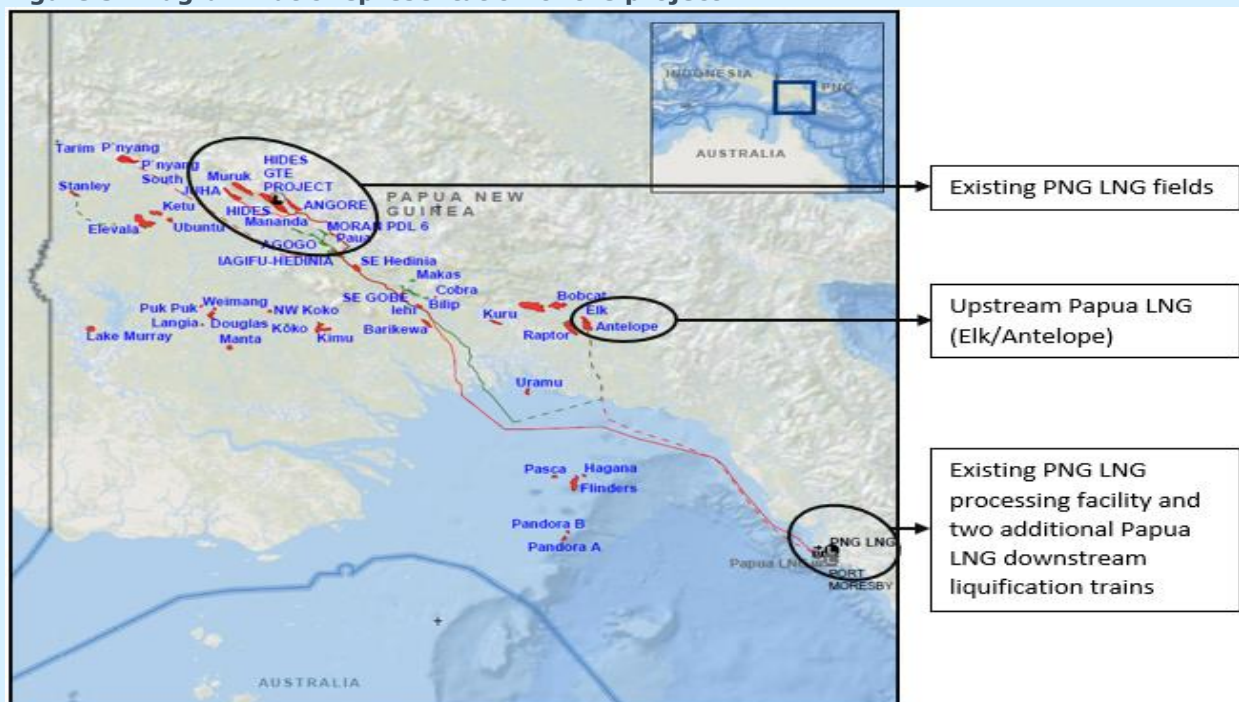 INDONESIA
PNG
AUSTRALIA
Tarim P'nyang
P'nyang
South
HIDES
GTE
PROJECT
Muruk
JUHA
Stanley
Ketu
HIDES
ANGORE
PAPUA NEW
GUINEA
Elevala
Ubuntu
Mananda
MORAN PDL 6
Paua
AGOGO
IAGIFU-HEDINIA
SE Hedinia
Makas
Cobra
SE GOBE
Bilip
Iehi
Bobcat
Elk
Puk Puk
Weimang
NW Koko
Kuru
Antelope
Langia
Douglas
Koko
Kimu
Barikewa
Raptor
Lake Murray
Manta
Uramu
Pasca
Hagana
Flinders
Pandora B
Pandora A
PNG LNG
Papua LNG
PORT
MORESBY
AUSTRALIA
Existing PNG LNG fields
Upstream Papua LNG
(Elk/Antelope)
Existing PNG LNG
processing facility and
two additional Papua
LNG downstream
liquification trains